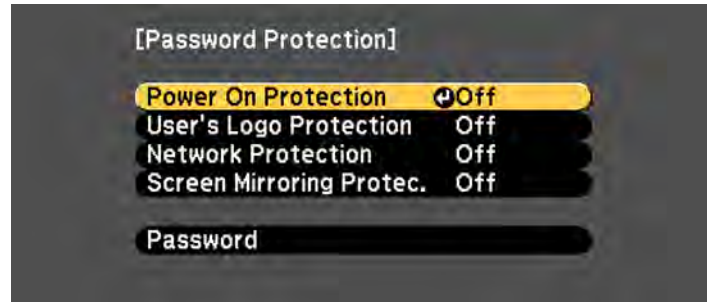 [Password Protection]
Power On Protection Off
User's Logo Protection Off
Network Protection Off
Screen Mirroring Protec. Off
Password